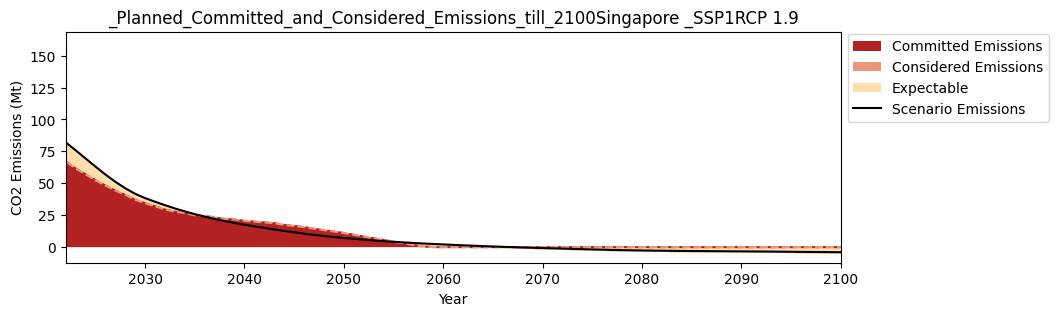 _Planned_Committed_and_Considered_Emissions_till_2100Singapore _SSP1RCP 1.9
150
125
100
75
50
25
0
CO2 Emissions (Mt)
2030
2040
2050
2060
2070
2080
2090
2100
Year
Committed Emissions
Considered Emissions
Expectable
Scenario Emissions